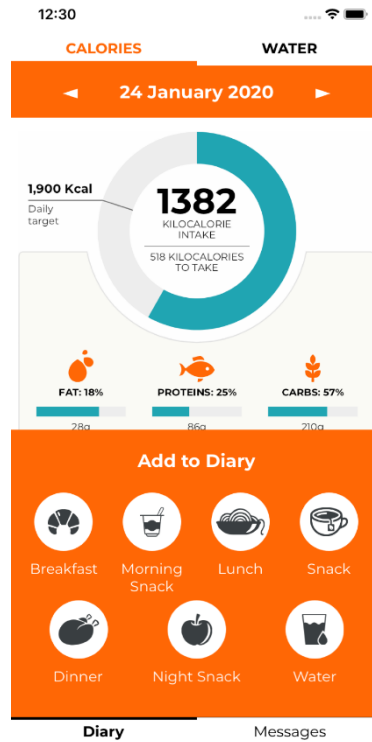 12:30
CALORIES
WATER
24 January 2020
1,900 Kcal
Daily
target
1382
KILOCALORIE
INTAKE
518 KILOCALORIES
TO TAKE
FAT: 18%
PROTEINS: 25%
CARBS: 57%
28g
86g
210g
Add to Diary
Breakfast
Morning
Snack
Lunch
Snack
Dinner
Night Snack
Water
Diary
Messages